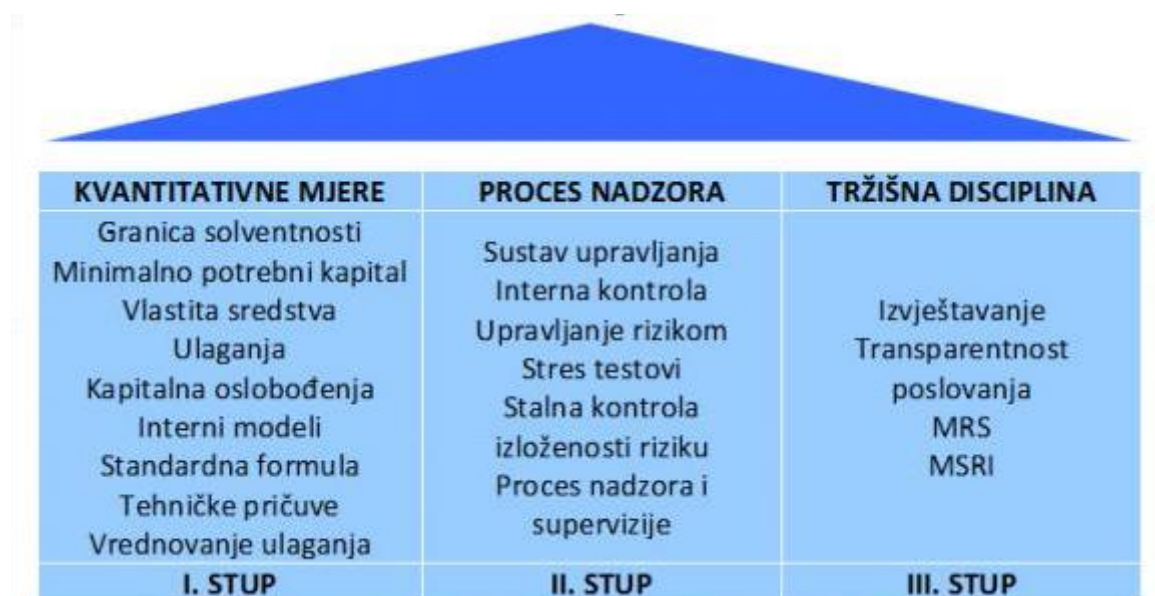 KVANTITATIVNE MJERE
Granica solventnosti
Minimalno potrebni kapital
Vlastita sredstva
Ulaganja
Kapitalna oslobođenja
Interni modeli
Standardna formula
Tehničke pričuve
Vrednovanje ulaganja
I. STUP
PROCES NADZORA
Sustav upravljanja
Interna kontrola
Upravljanje rizikom
Stres testovi
Stalna kontrola
izloženosti riziku
Proces nadzora i
supervizije
II. STUP
TRŽIŠNA DISCIPLINA
Izvještavanje
Transparentnost
poslovanja
MRS
MSRI
III. STUP